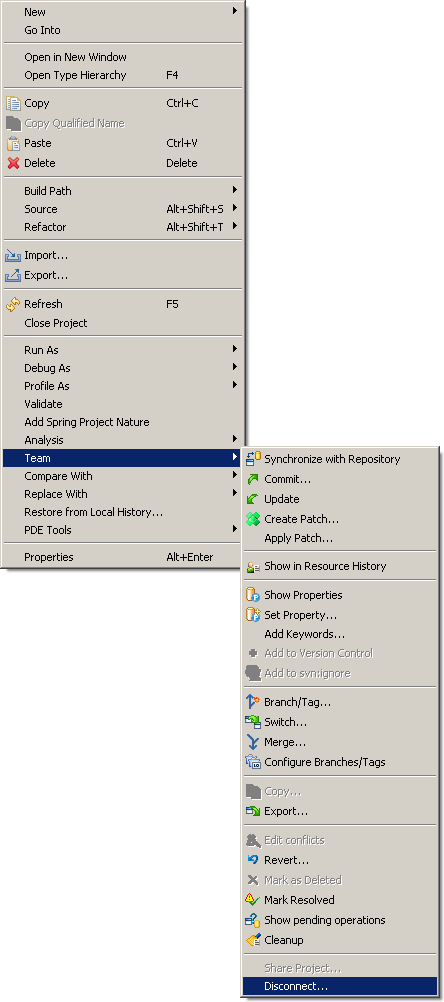 New
Go Into
Open in New Window
Open Type Hierarchy F4
Copy Ctrl+C
Copy Qualified Name
Paste Ctrl+V
Delete Delete
Build Path
Source Alt+Shift+S
Refactor Alt+Shift+T
Import...
Export...
Refresh F5
Close Project
Run As
Debug As
Profile As
Validate
Add Spring Project Nature
Analysis
Team
Compare With
Replace With
Restore from Local History...
PDE Tools
Properties Alt+Enter
Synchronize with Repository
Commit...
Update
Create Patch...
Apply Patch...
Show in Resource History
Show Properties
Set Property...
Add Keywords...
Add to Version Control
Add to svn:ignore
Branch/Tag...
Switch...
Merge...
Configure Branches/Tags
Copy...
Export...
Edit conflicts
Revert...
Mark as Deleted
Mark Resolved
Show pending operations
Cleanup
Share Project...
Disconnect...